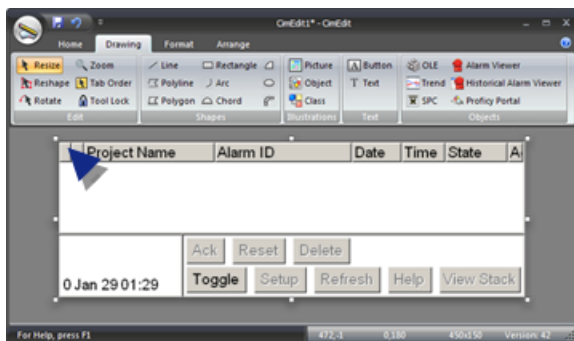 CimEdit1* - CimEdit
Home Drawing Format Arrange
Resize Zoom Line Rectangle Picture Button OLE Alarm Viewer
Reshape Tab Order Polyline Arc Object Text Trend Historical Alarm Viewer
Rotate Tool Lock Polygon Chord Class SPC Proficy Portal
Edit Shapes Illustrations Text Objects
Project Name Alarm ID Date Time State A
Ack Reset Delete
0 Jan 29 01:29 Toggle Setup Refresh Help View Stack
For Help, press F1 472,-1 0,180 450x150 Version: 42